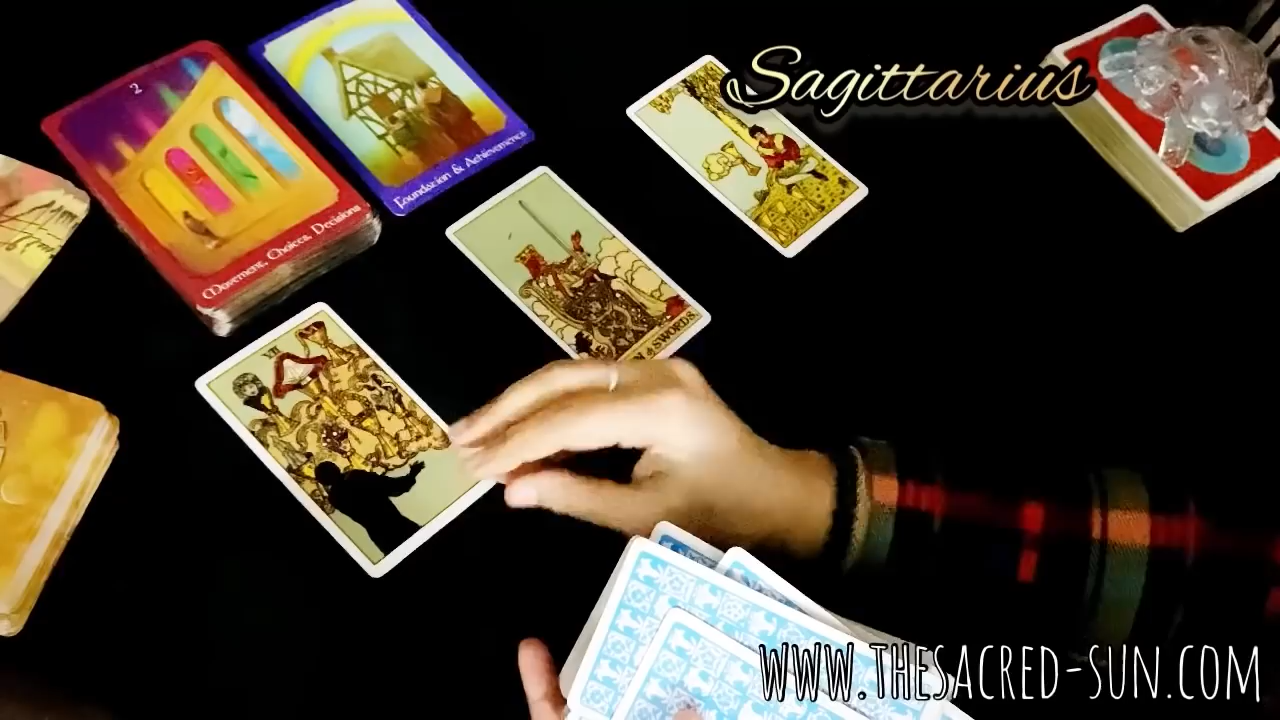 Sagittarius
2
Movement, Choices, Decisions
Foundation & Achievements
VII
N of SWORDS
www.thesacred-sun.com